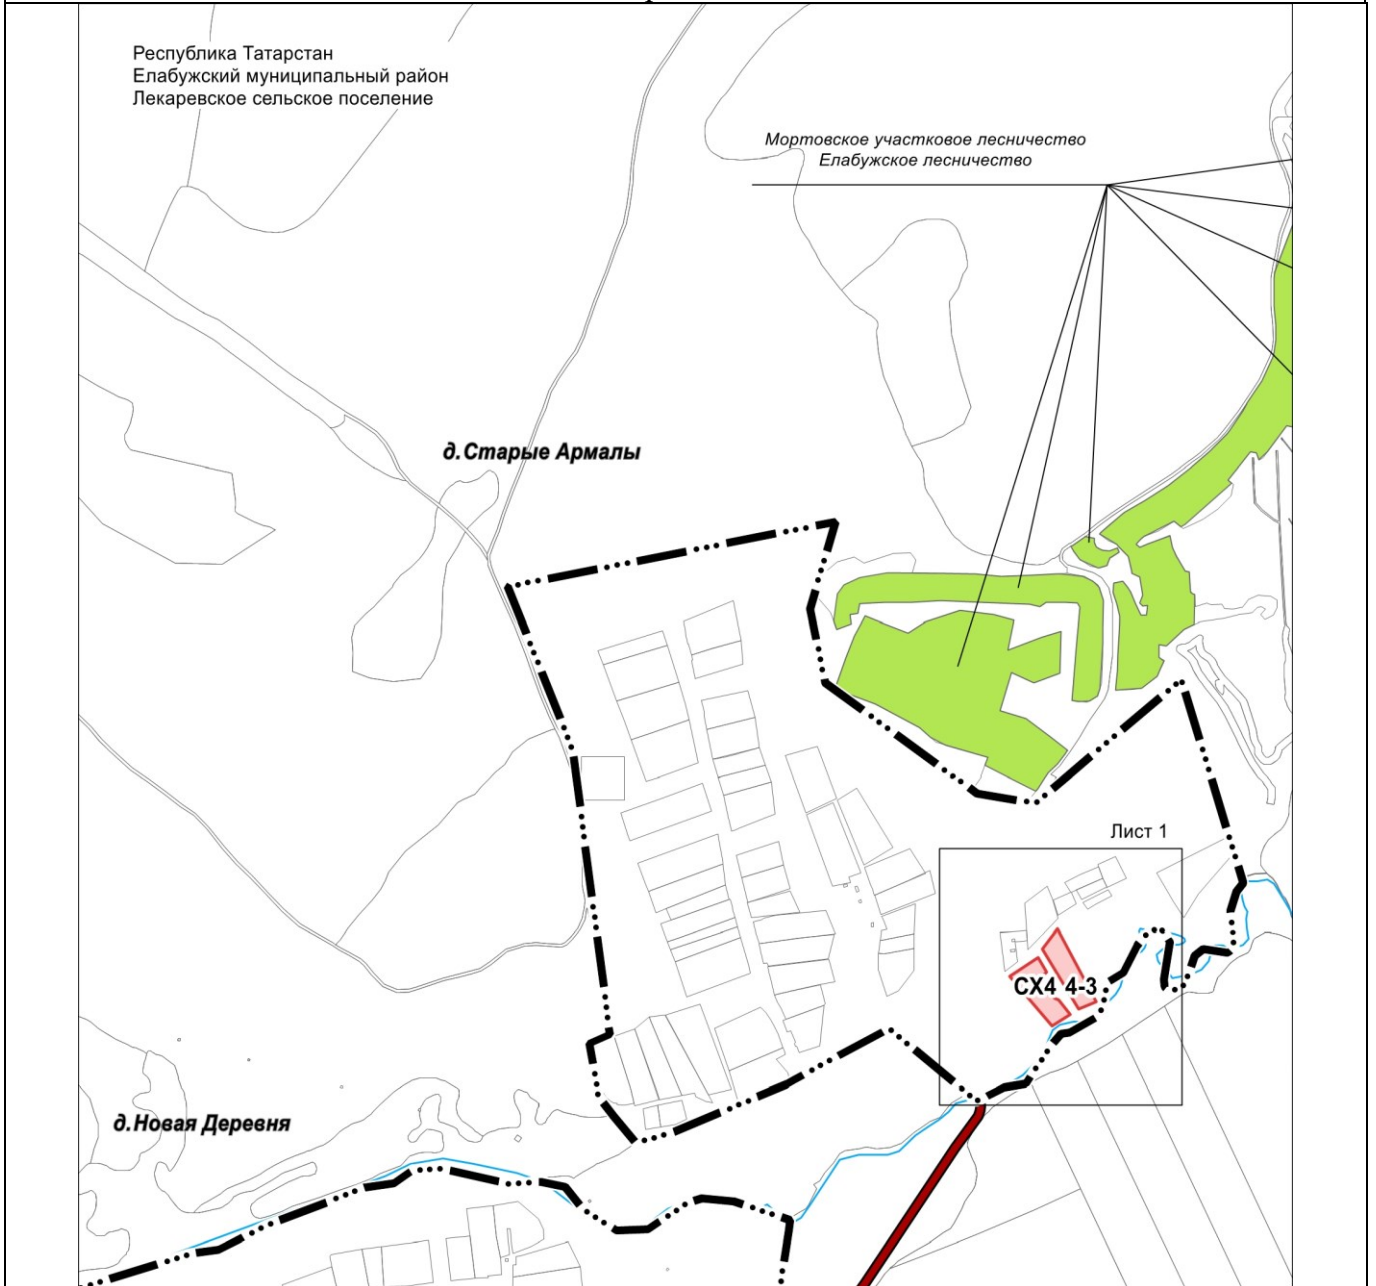 Республика Татарстан
Елабужский муниципальный район
Лекаревское сельское поселение
Мортовское участковое лесничество
Елабужское лесничество
д.Старые Армалы
Лист 1
СХ4 4-3
д.Новая Деревня